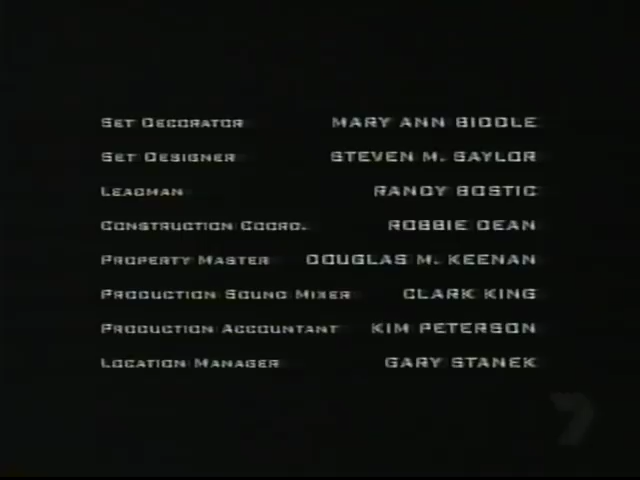 SET DECORATOR MARY ANN BIDDLE
SET DESIGNER STEVEN M. SAYLOR
LEADMAN RANDY BOSTIC
CONSTRUCTION COORD. ROBBIE DEAN
PROPERTY MASTER DOUGLAS M. KEENAN
PRODUCTION SOUND MIXER CLARK KING
PRODUCTION ACCOUNTANT KIM PETERSON
LOCATION MANAGER GARY STANEK
7